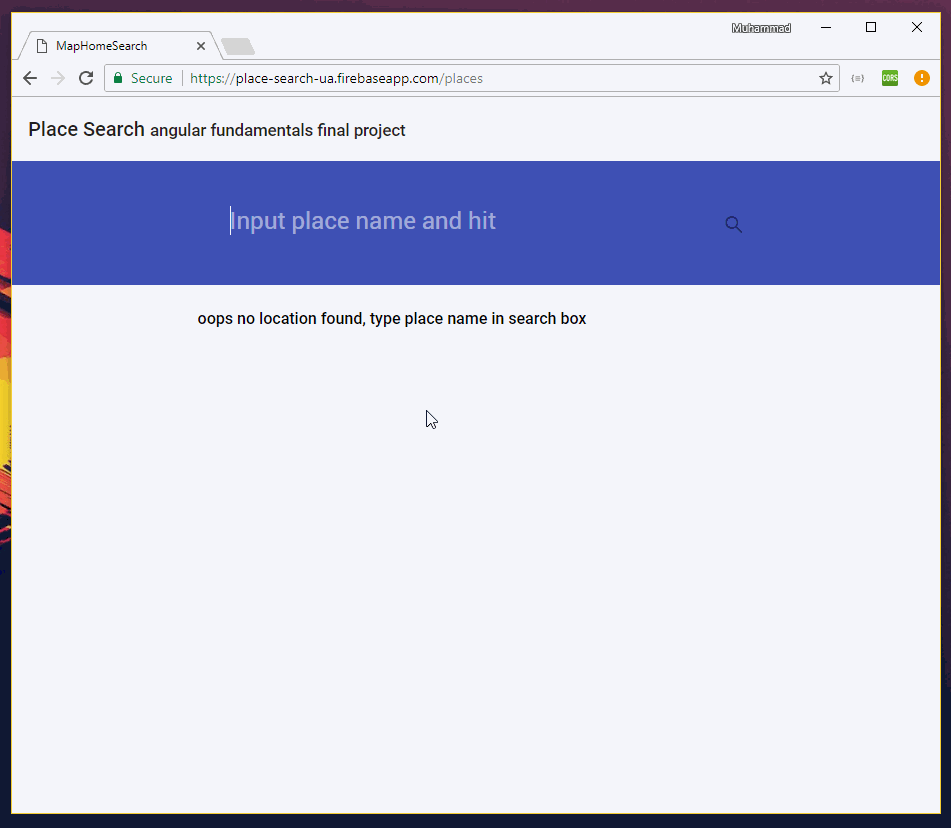 Muhammad
MapHomeSearch
Secure https://place-search-ua.firebaseapp.com/places
CORS
Place Search angular fundamentals final project
Input place name and hit
oops no location found, type place name in search box